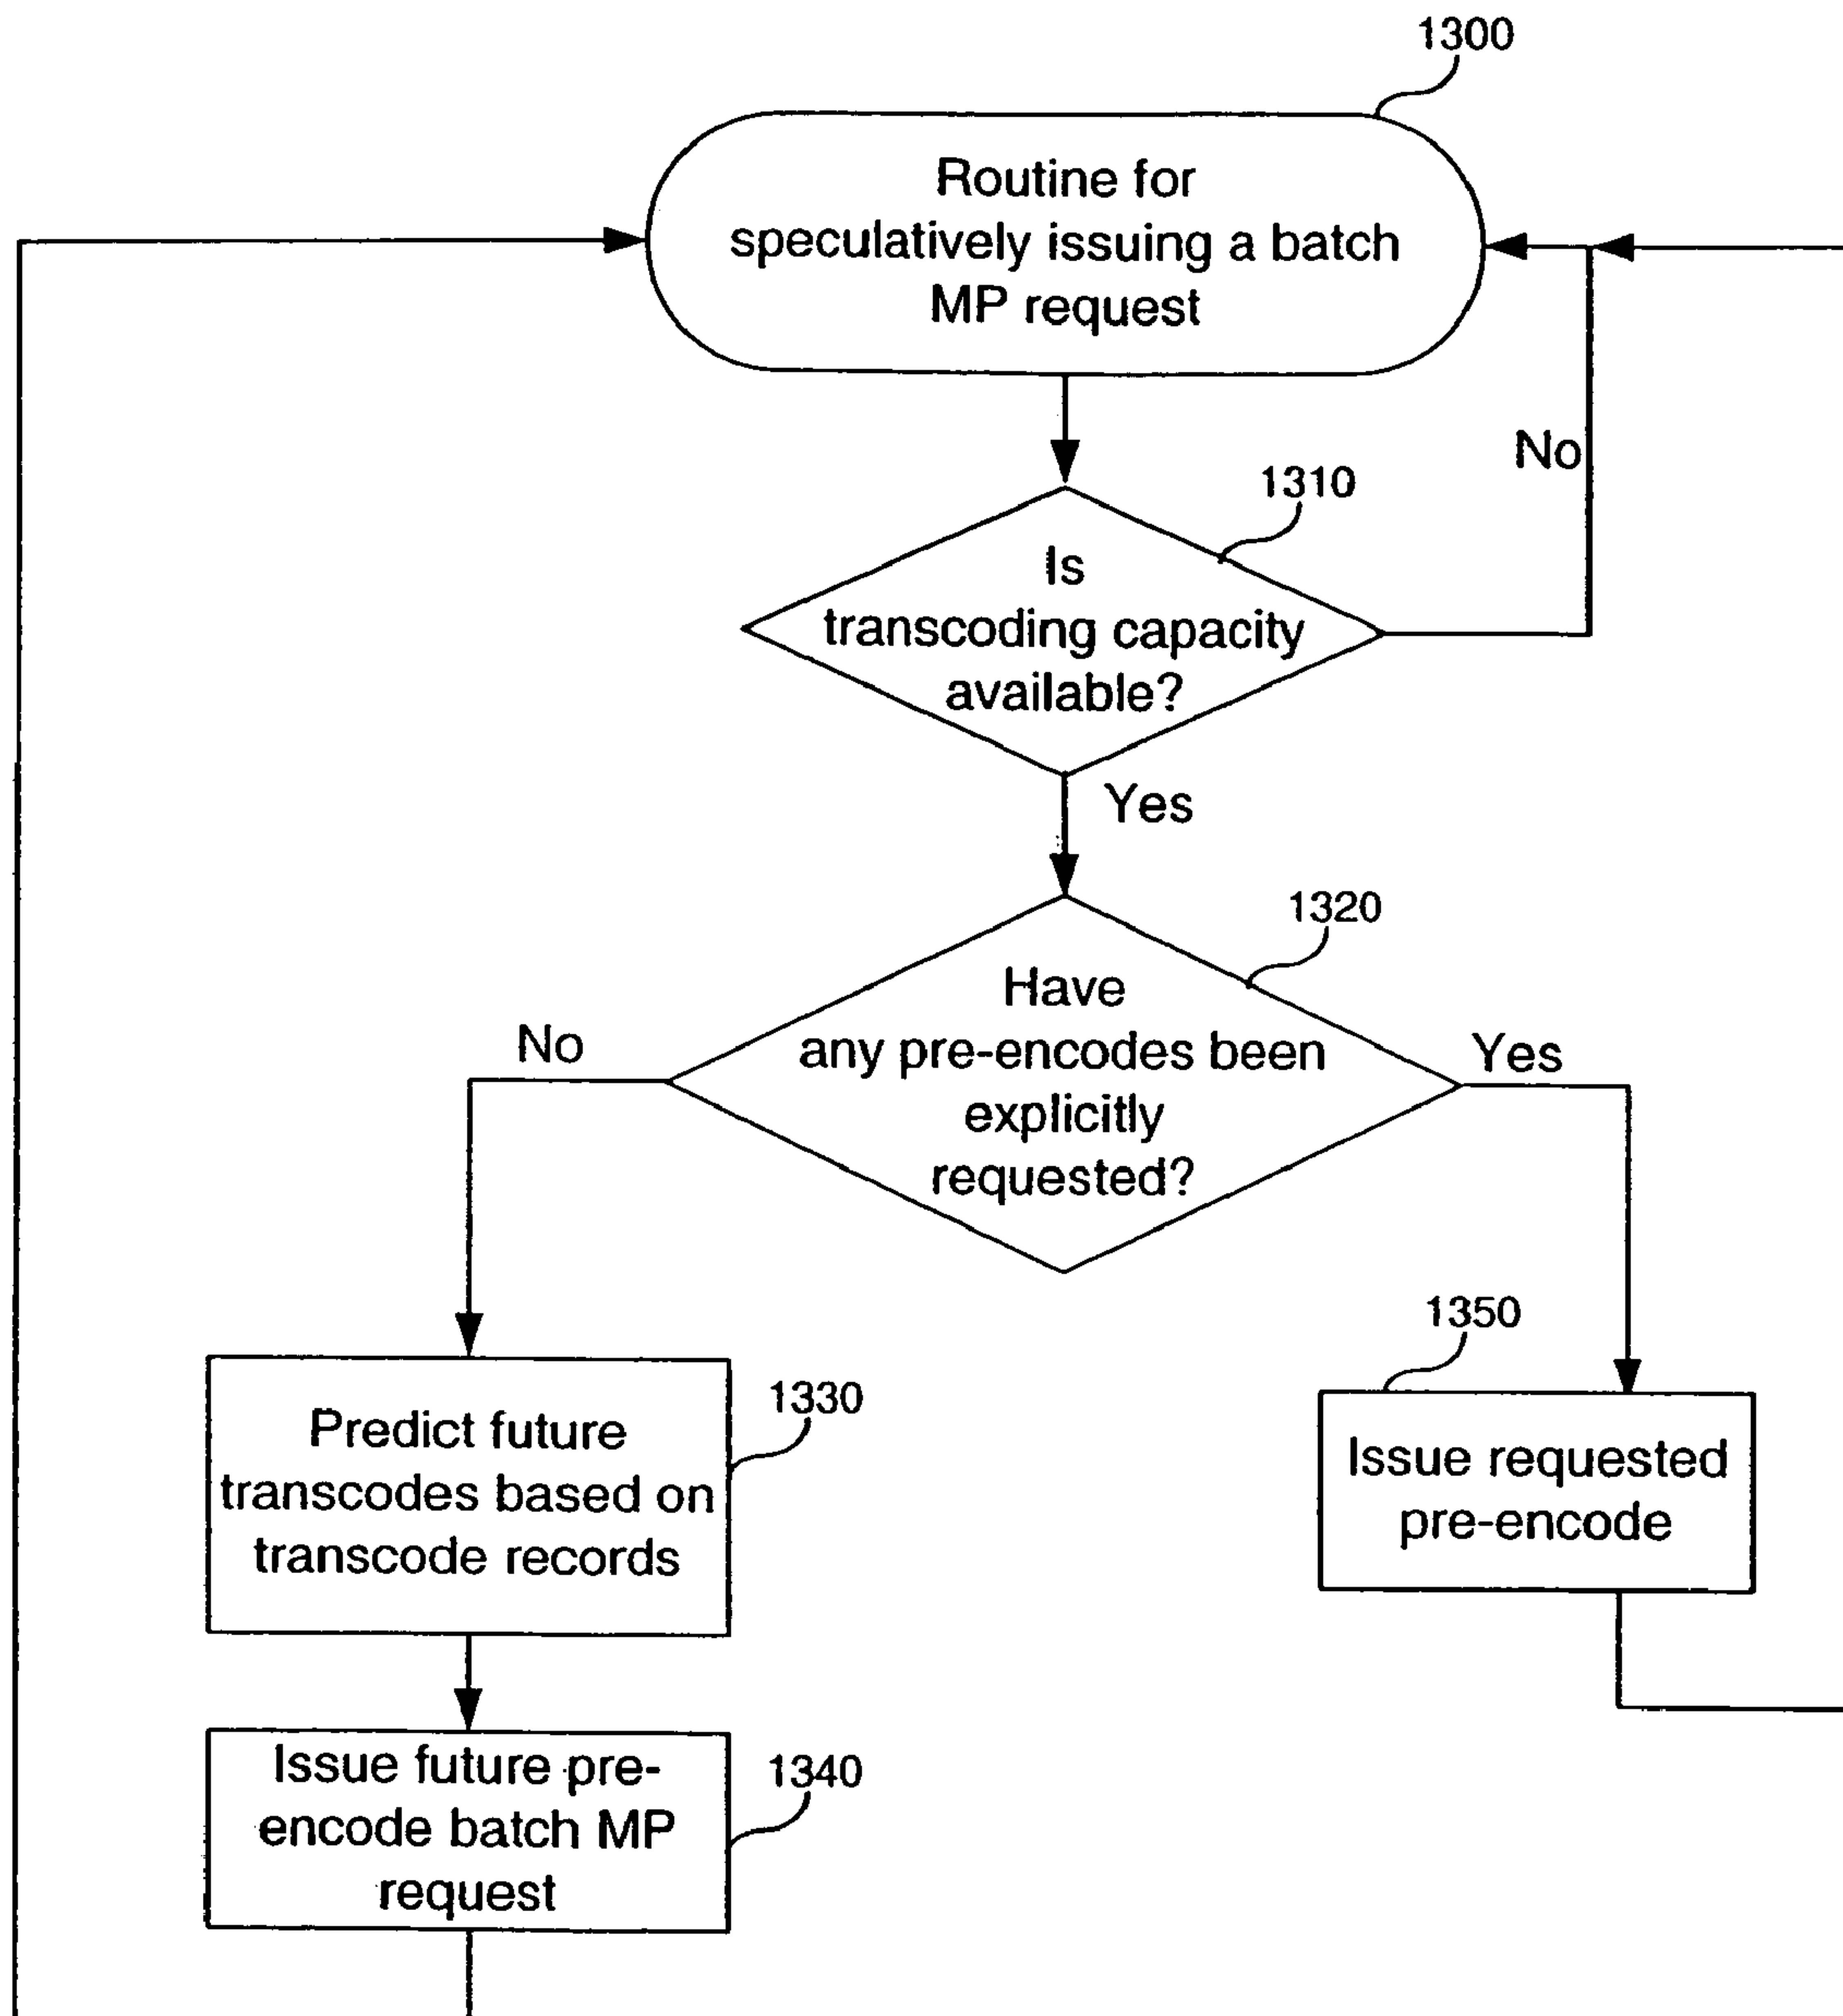 1300
Routine for
speculatively issuing a batch
MP request
No
1310
Is
transcoding capacity
available?
Yes
1320
Have
any pre-encodes been
explicitly
requested?
No
Yes
1330
Predict future
transcodes based on
transcode records
1350
Issue requested
pre-encode
1340
Issue future pre-
encode batch MP
request